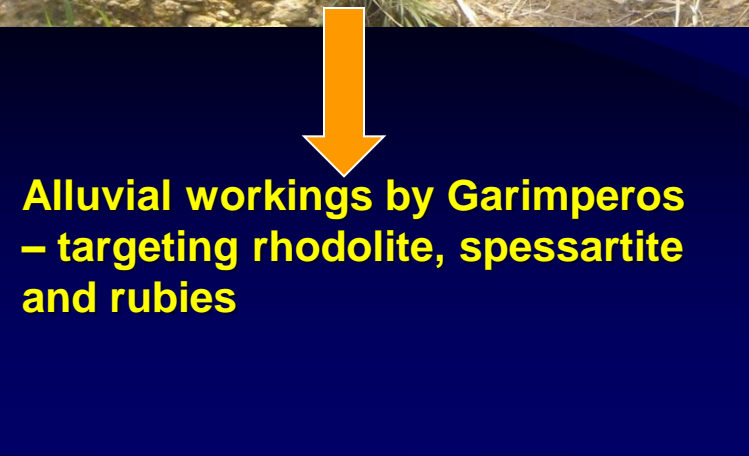 Alluvial workings by Garimperos
– targeting rhodolite, spessartite
and rubies